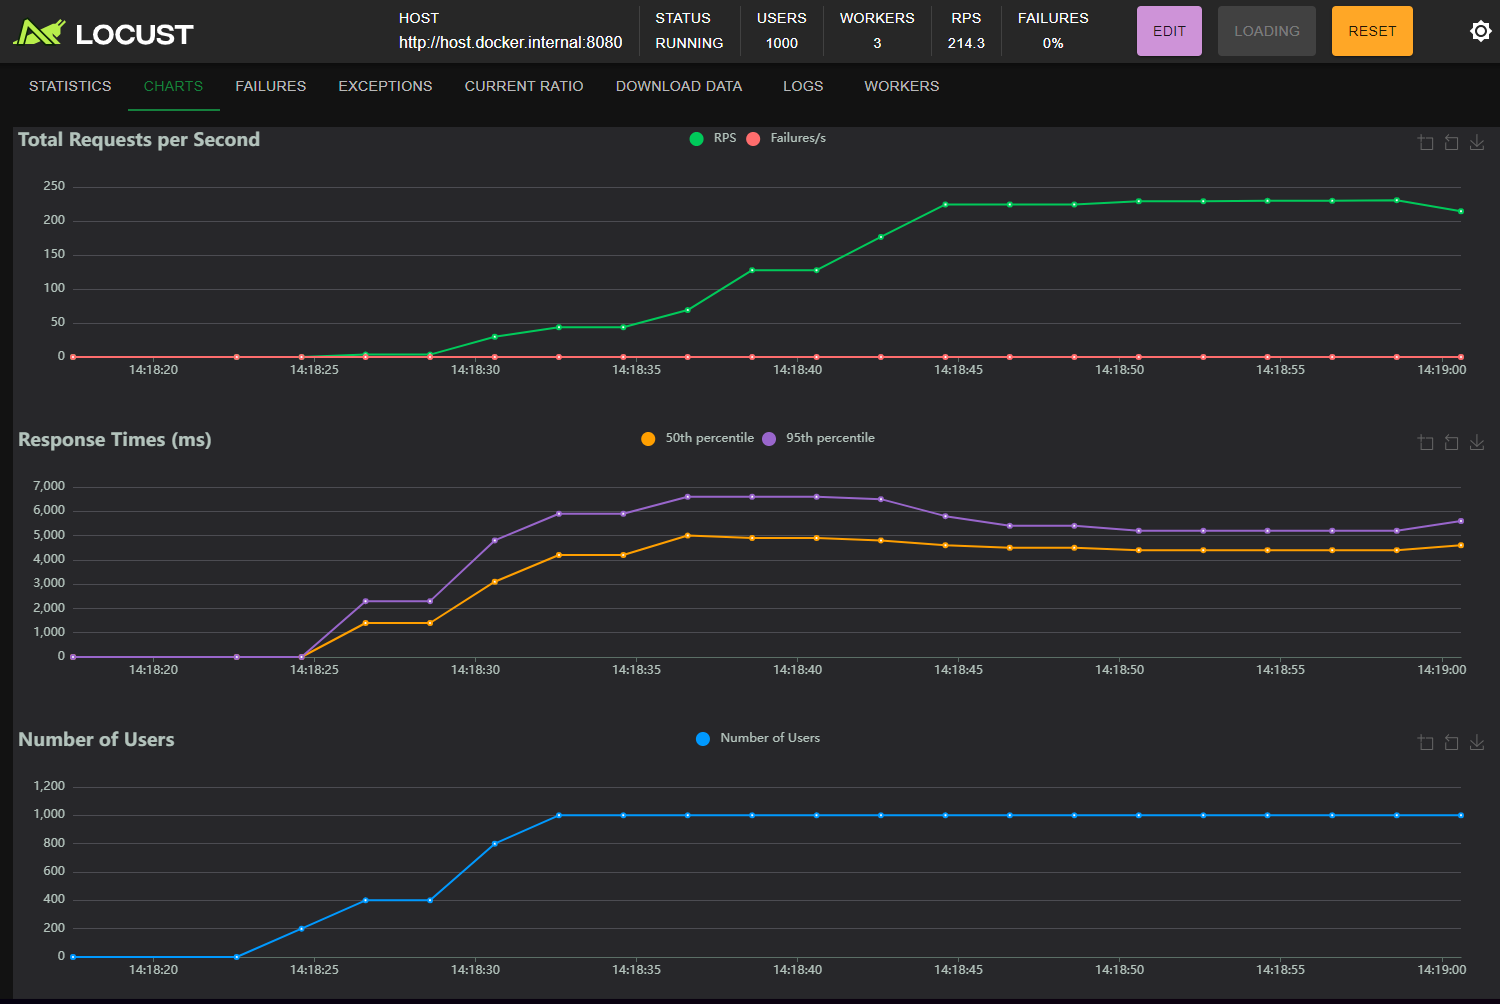 LOCUST
HOST
http://host.docker.internal:8080
STATUS
RUNNING
USERS
1000
WORKERS
3
RPS
214.3
FAILURES
0%
EDIT
LOADING
RESET
STATISTICS CHARTS FAILURES EXCEPTIONS CURRENT RATIO DOWNLOAD DATA LOGS WORKERS
Total Requests per Second
RPS Failures/s
250
200
150
100
50
0
14:18:20 14:18:25 14:18:30 14:18:35 14:18:40 14:18:45 14:18:50 14:18:55 14:19:00
Response Times (ms)
50th percentile 95th percentile
7,000
6,000
5,000
4,000
3,000
2,000
1,000
0
14:18:20 14:18:25 14:18:30 14:18:35 14:18:40 14:18:45 14:18:50 14:18:55 14:19:00
Number of Users
Number of Users
1,200
1,000
800
600
400
200
0
14:18:20 14:18:25 14:18:30 14:18:35 14:18:40 14:18:45 14:18:50 14:18:55 14:19:00